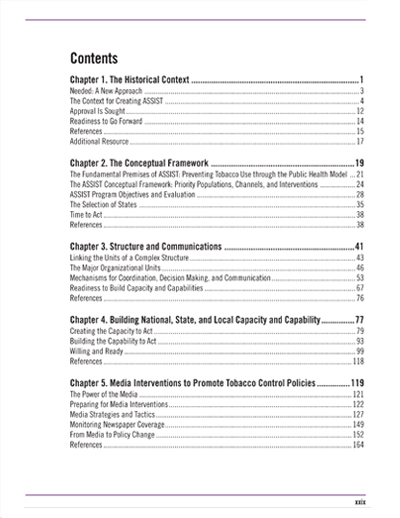 Contents
Chapter 1. The Historical Context ........ 1
Needed: A New Approach ........ 3
The Context for Creating ASSIST ........ 4
Approval Is Sought ........ 12
Readiness to Go Forward ........ 14
References ........ 15
Additional Resource ........ 17
Chapter 2. The Conceptual Framework ........ 19
The Fundamental Premises of ASSIST: Preventing Tobacco Use through the Public Health Model ... 21
The ASSIST Conceptual Framework: Priority Populations, Channels, and Interventions ........ 24
ASSIST Program Objectives and Evaluation ........ 28
The Selection of States ........ 35
Time to Act ........ 38
References ........ 38
Chapter 3. Structure and Communications ........ 41
Linking the Units of a Complex Structure ........ 43
The Major Organizational Units ........ 46
Mechanisms for Coordination, Decision Making, and Communication ........ 53
Readiness to Build Capacity and Capabilities ........ 67
References ........ 76
Chapter 4. Building National, State, and Local Capacity and Capability ........ 77
Creating the Capacity to Act ........ 79
Building the Capability to Act ........ 93
Willing and Ready ........ 99
References ........ 118
Chapter 5. Media Interventions to Promote Tobacco Control Policies ........ 119
The Power of the Media ........ 121
Preparing for Media Interventions ........ 122
Media Strategies and Tactics ........ 127
Monitoring Newspaper Coverage ........ 149
From Media to Policy Change ........ 152
References ........ 164
xxix